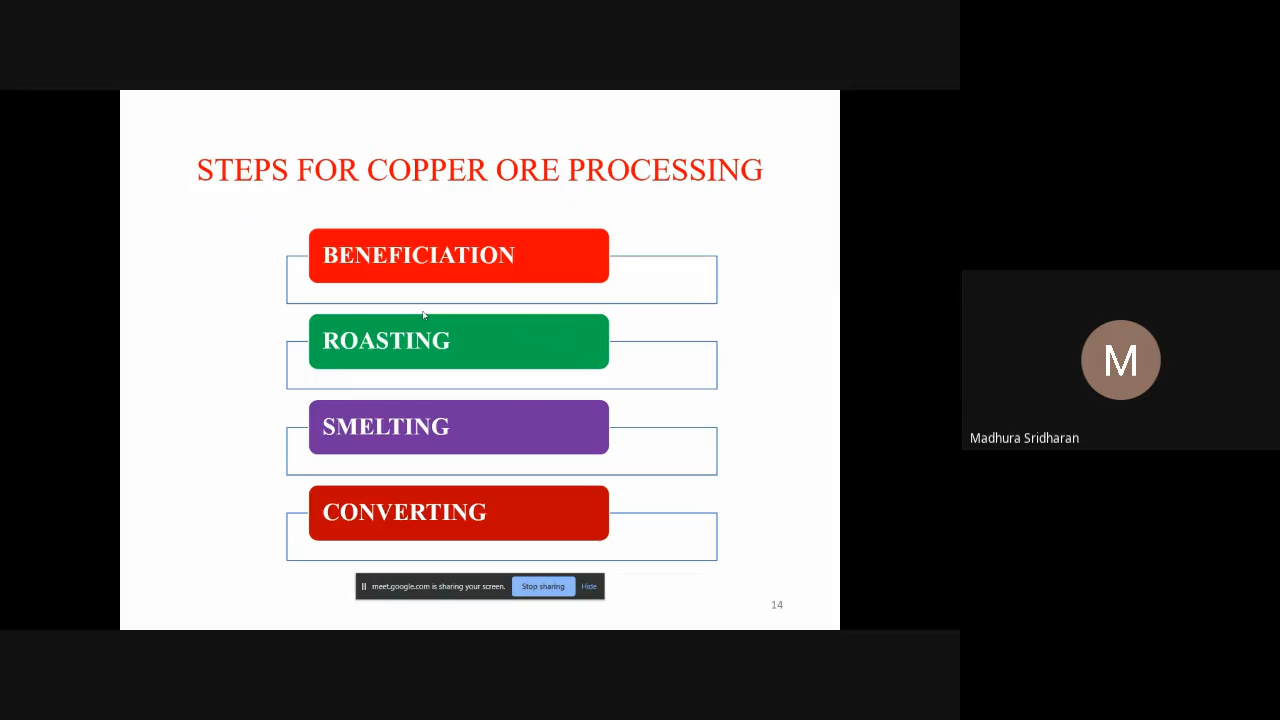 STEPS FOR COPPER ORE PROCESSING
BENEFICIATION
ROASTING
SMELTING
CONVERTING
meet.google.com is sharing your screen. Stop sharing Hide
14
M
Madhura Sridharan